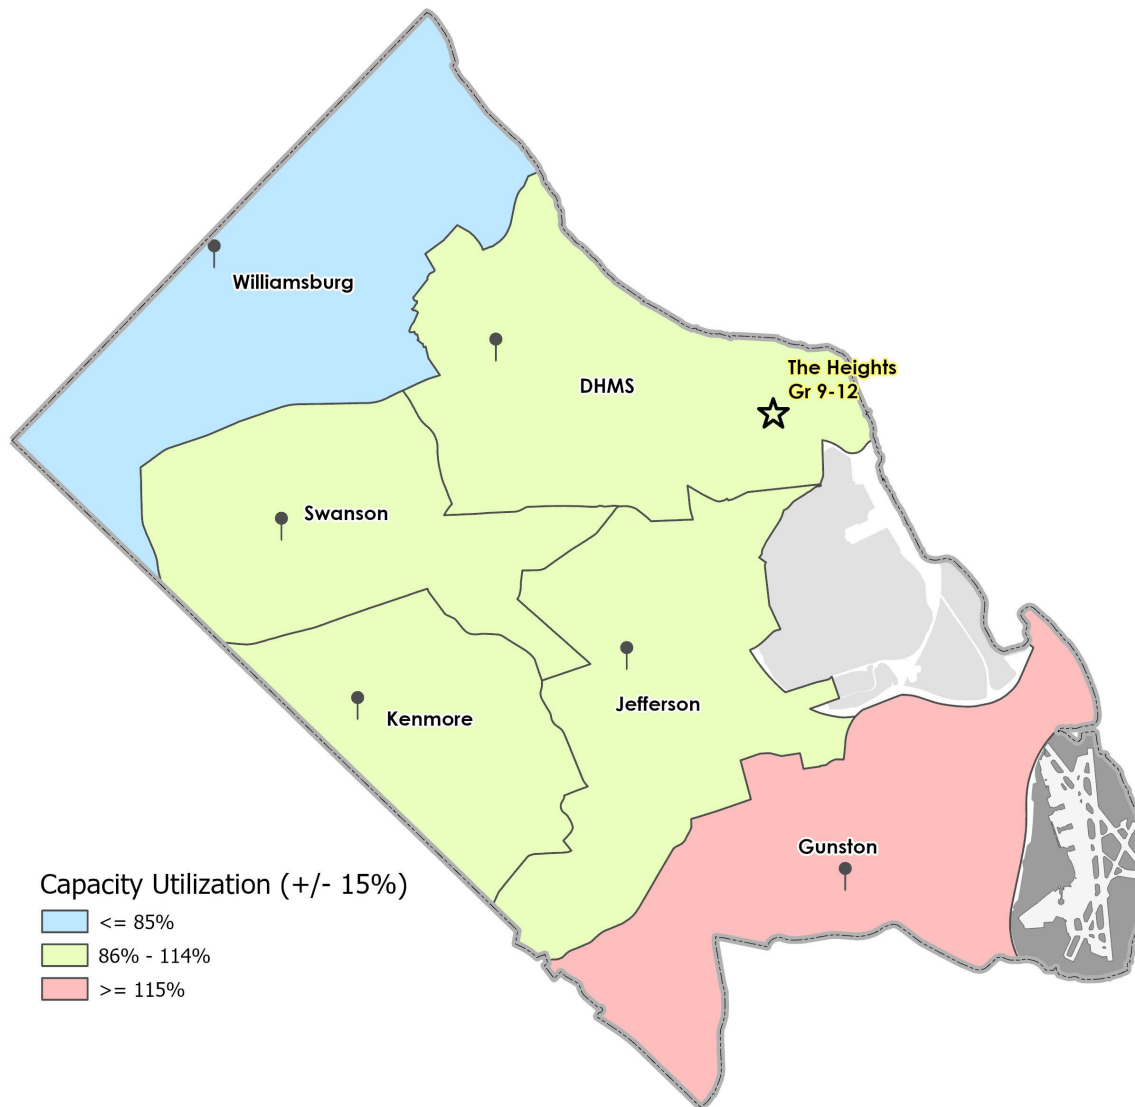 Williamsburg
The Heights
Gr 9-12
DHMS
Swanson
Jefferson
Kenmore
Gunston
Capacity Utilization (+/- 15%)
<= 85%
86% - 114%
>= 115%